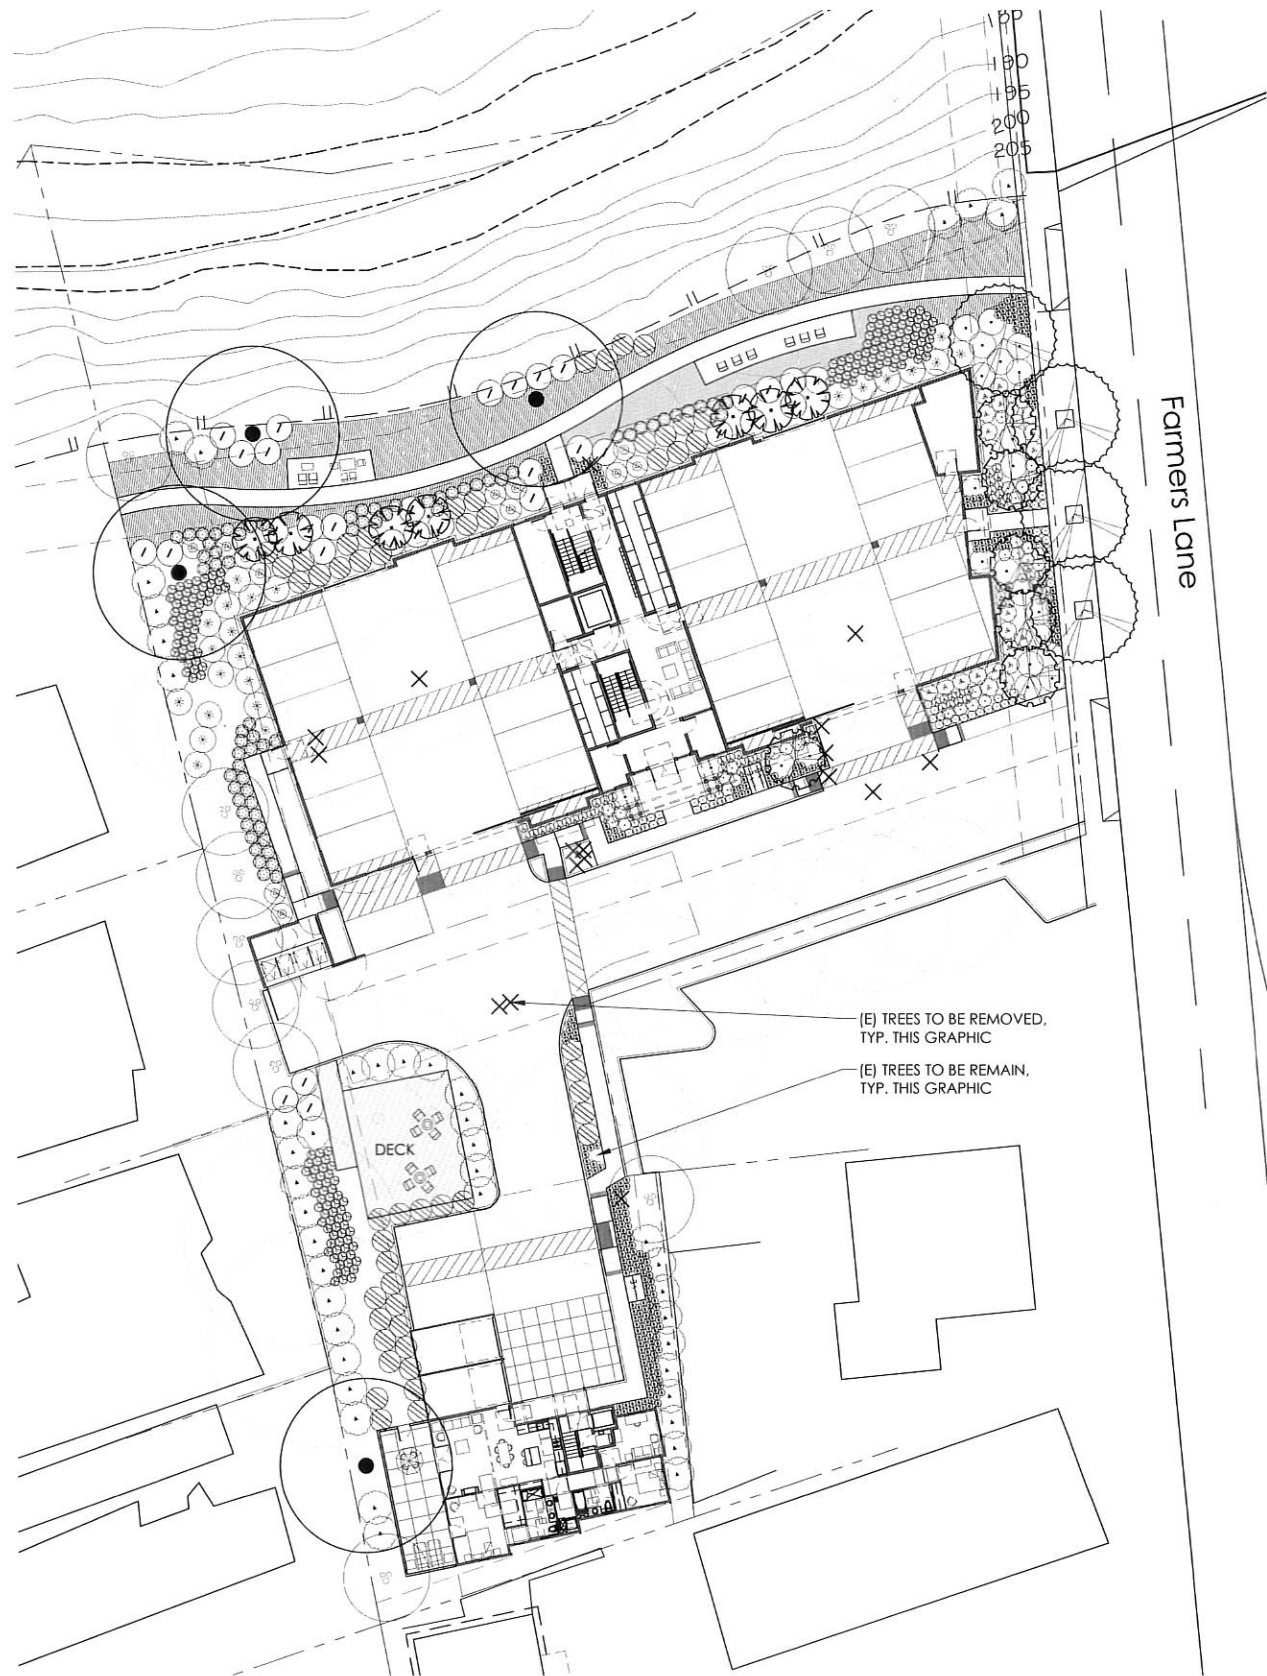 190
195
200
205
Farmers Lane
(E) TREES TO BE REMOVED,
TYP. THIS GRAPHIC
(E) TREES TO BE REMAIN,
TYP. THIS GRAPHIC
DECK